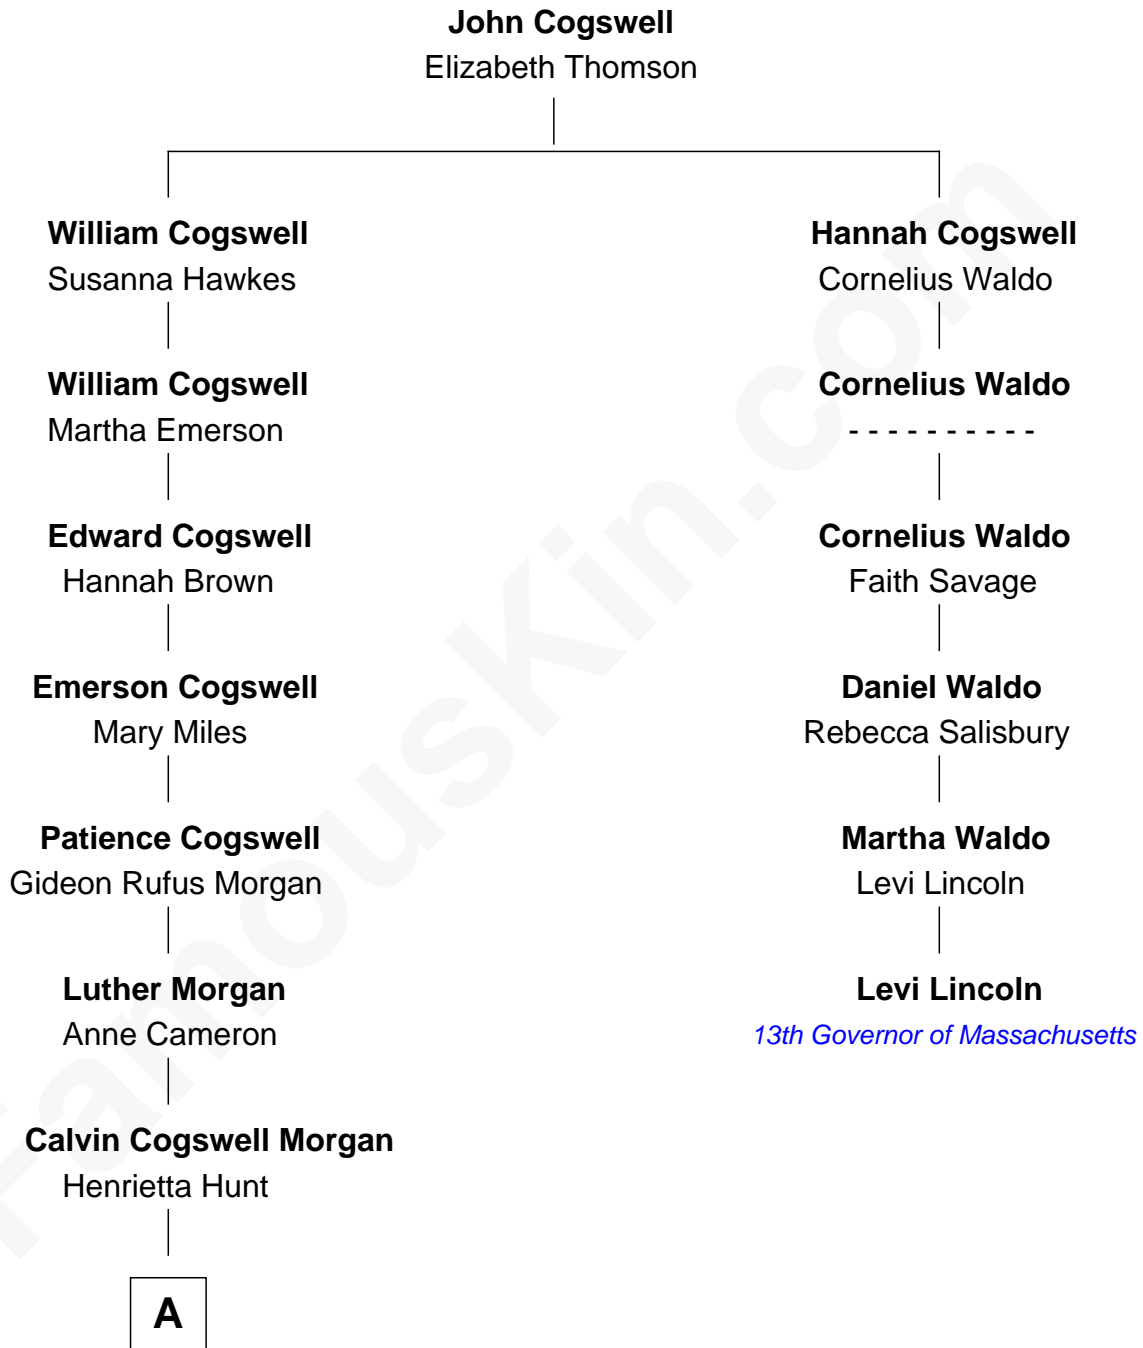 John Cogswell
Elizabeth Thomson
William Cogswell
Susanna Hawkes
Hannah Cogswell
Cornelius Waldo
William Cogswell
Martha Emerson
Cornelius Waldo
- - - - - - - - - -
Edward Cogswell
Hannah Brown
Cornelius Waldo
Faith Savage
Emerson Cogswell
Mary Miles
Daniel Waldo
Rebecca Salisbury
Patience Cogswell
Gideon Rufus Morgan
Martha Waldo
Levi Lincoln
Luther Morgan
Anne Cameron
Levi Lincoln
13th Governor of Massachusetts
Calvin Cogswell Morgan
Henrietta Hunt
A
FamousKin.com